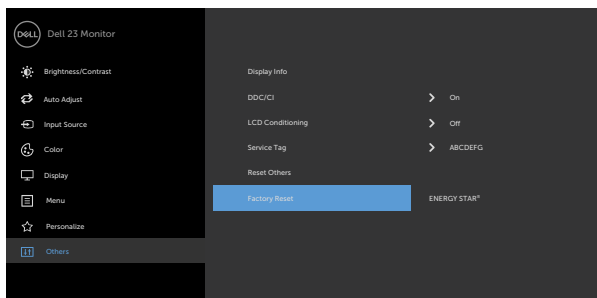 DELL Dell 23 Monitor
Brightness/Contrast
Auto Adjust
Input Source
Color
Display
Menu
Personalize
Others
Display Info
DDC/CI > On
LCD Conditioning > Off
Service Tag > ABCDEFG
Reset Others
Factory Reset ENERGY STAR®